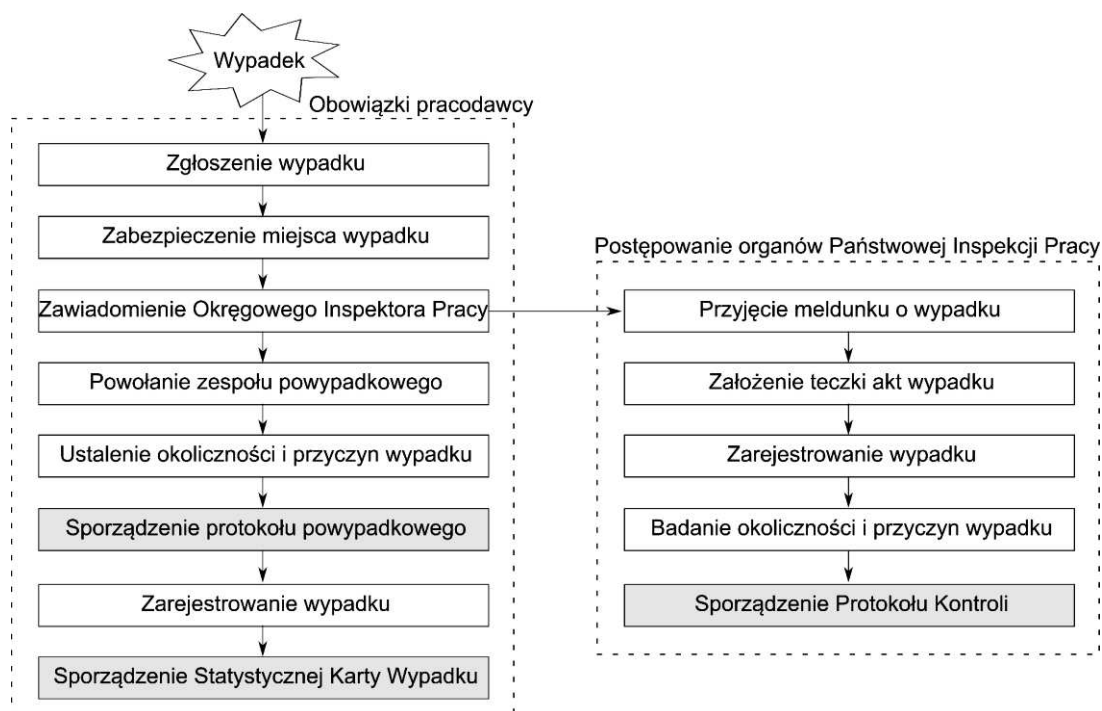 Wypadek
Obowiązki pracodawcy
Zgłoszenie wypadku
Zabezpieczenie miejsca wypadku
Zawiadomienie Okręgowego Inspektora Pracy
Powołanie zespołu powypadkowego
Ustalenie okoliczności i przyczyn wypadku
Sporządzenie protokołu powypadkowego
Zarejestrowanie wypadku
Sporządzenie Statystycznej Karty Wypadku
Postępowanie organów Państwowej Inspekcji Pracy
Przyjęcie meldunku o wypadku
Założenie teczki akt wypadku
Zarejestrowanie wypadku
Badanie okoliczności i przyczyn wypadku
Sporządzenie Protokołu Kontroli